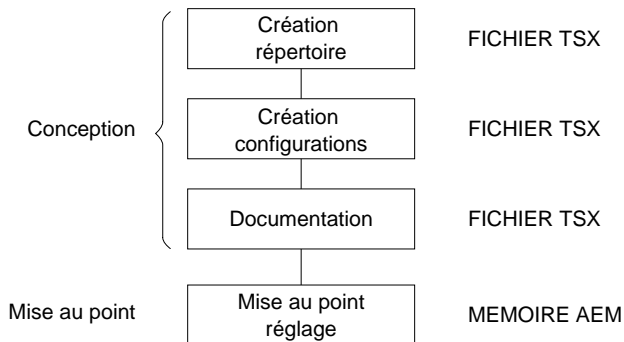 Création
répertoire
FICHIER TSX
Conception
Création
configurations
FICHIER TSX
Documentation
FICHIER TSX
Mise au point
Mise au point
réglage
MEMOIRE AEM